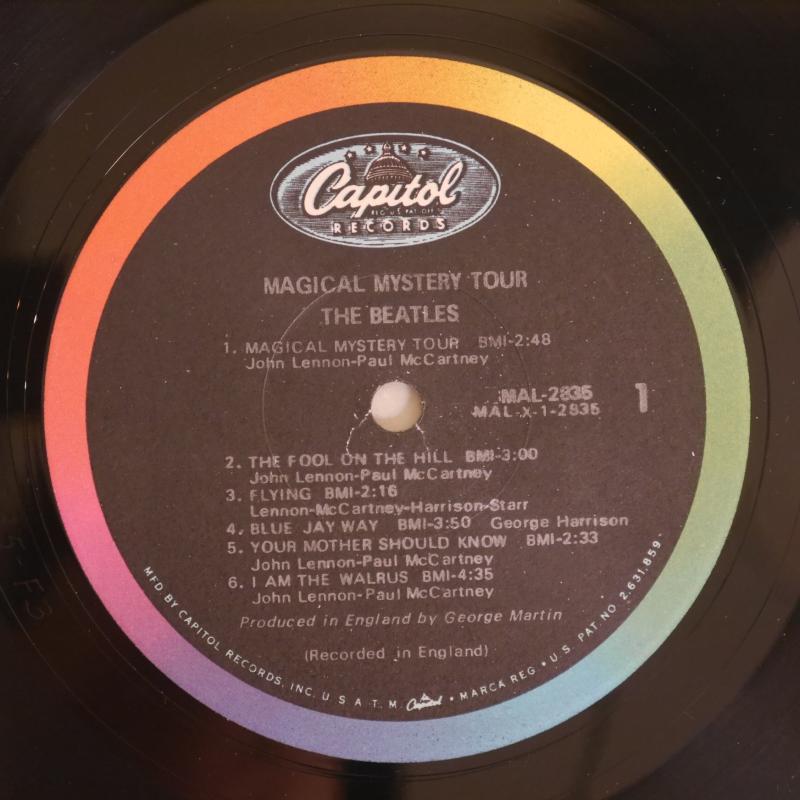 Capitol
REG. U.S. PAT. OFF.
RECORDS
MAGICAL MYSTERY TOUR
THE BEATLES
1. MAGICAL MYSTERY TOUR BMI-2:48
John Lennon-Paul McCartney
MAL-2835
MAL-X-1-2835
1
2. THE FOOL ON THE HILL BMI-3:00
John Lennon-Paul McCartney
3. FLYING BMI-2:16
Lennon-McCartney-Harrison-Starr
4. BLUE JAY WAY BMI-3:50 George Harrison
5. YOUR MOTHER SHOULD KNOW BMI-2:33
John Lennon-Paul McCartney
6. I AM THE WALRUS BMI-4:35
John Lennon-Paul McCartney
Produced in England by George Martin
(Recorded in England)
MFD BY CAPITOL RECORDS, INC. U S A T. M. Capitol • MARCA REG • U.S. PAT. NO 2,631,859